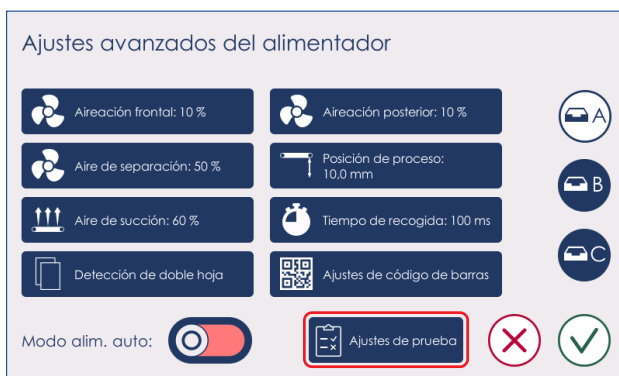 Ajustes avanzados del alimentador
Aireación frontal: 10 %
Aireación posterior: 10 %
A
Aire de separación: 50 %
Posición de proceso:
10,0 mm
B
Aire de succión: 60 %
Tiempo de recogida: 100 ms
C
Detección de doble hoja
Ajustes de código de barras
Modo alim. auto:
Ajustes de prueba